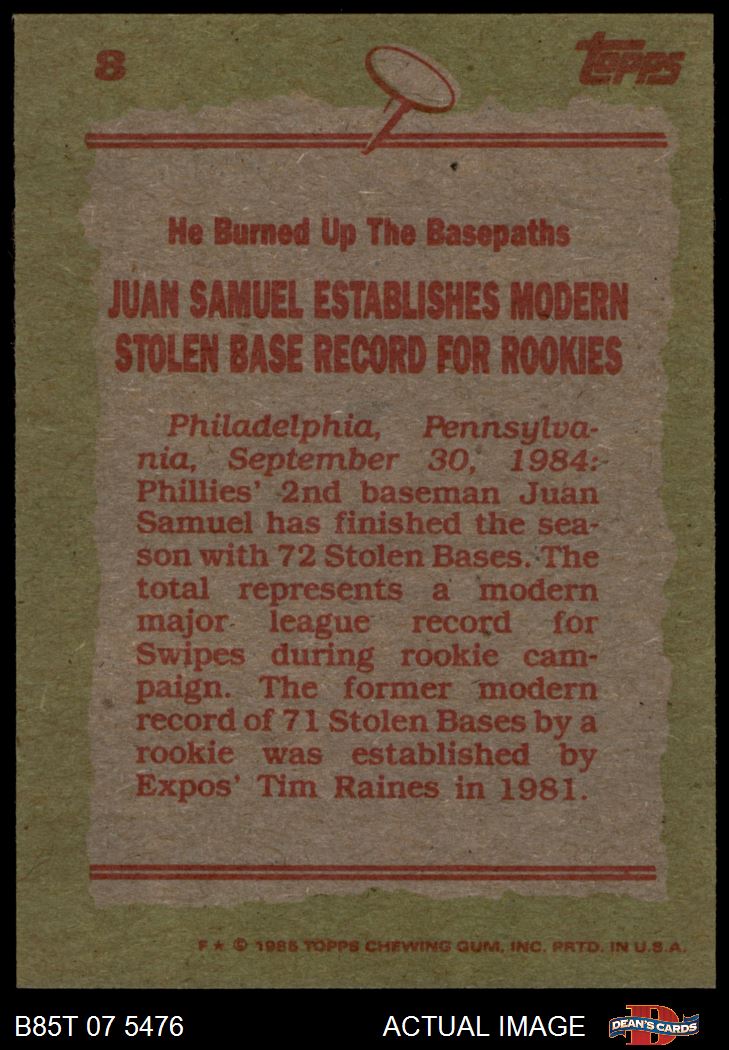 8
topps
He Burned Up The Basepaths
JUAN SAMUEL ESTABLISHES MODERN
STOLEN BASE RECORD FOR ROOKIES
Philadelphia, Pennsylva-
nia, September 30, 1984:
Phillies' 2nd baseman Juan
Samuel has finished the sea-
son with 72 Stolen Bases. The
total represents a modern
major league record for
Swipes during rookie cam-
paign. The former modern
record of 71 Stolen Bases by a
rookie was established by
Expos' Tim Raines in 1981.
F ★ © 1985 TOPPS CHEWING GUM, INC. PRTD. IN U.S.A.
B85T 07 5476 ACTUAL IMAGE D DEAN'S CARDS